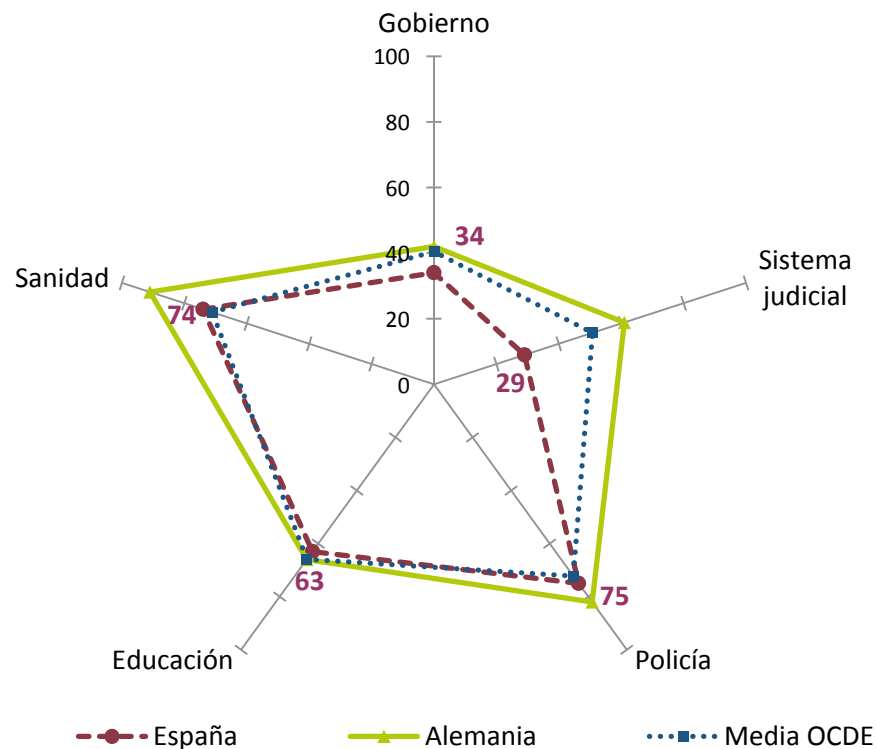 Gobierno
100
80
60
40
34
20
0
Sistema
judicial
29
Sanidad
74
63
75
Educación
Policía
España
Alemania
Media OCDE